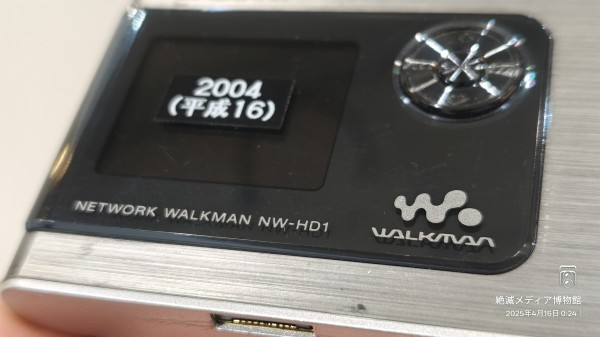 2004
(平成16)
NETWORK WALKMAN NW-HD1
WALKMAN
絶滅メディア博物館
2025年4月16日 0:24